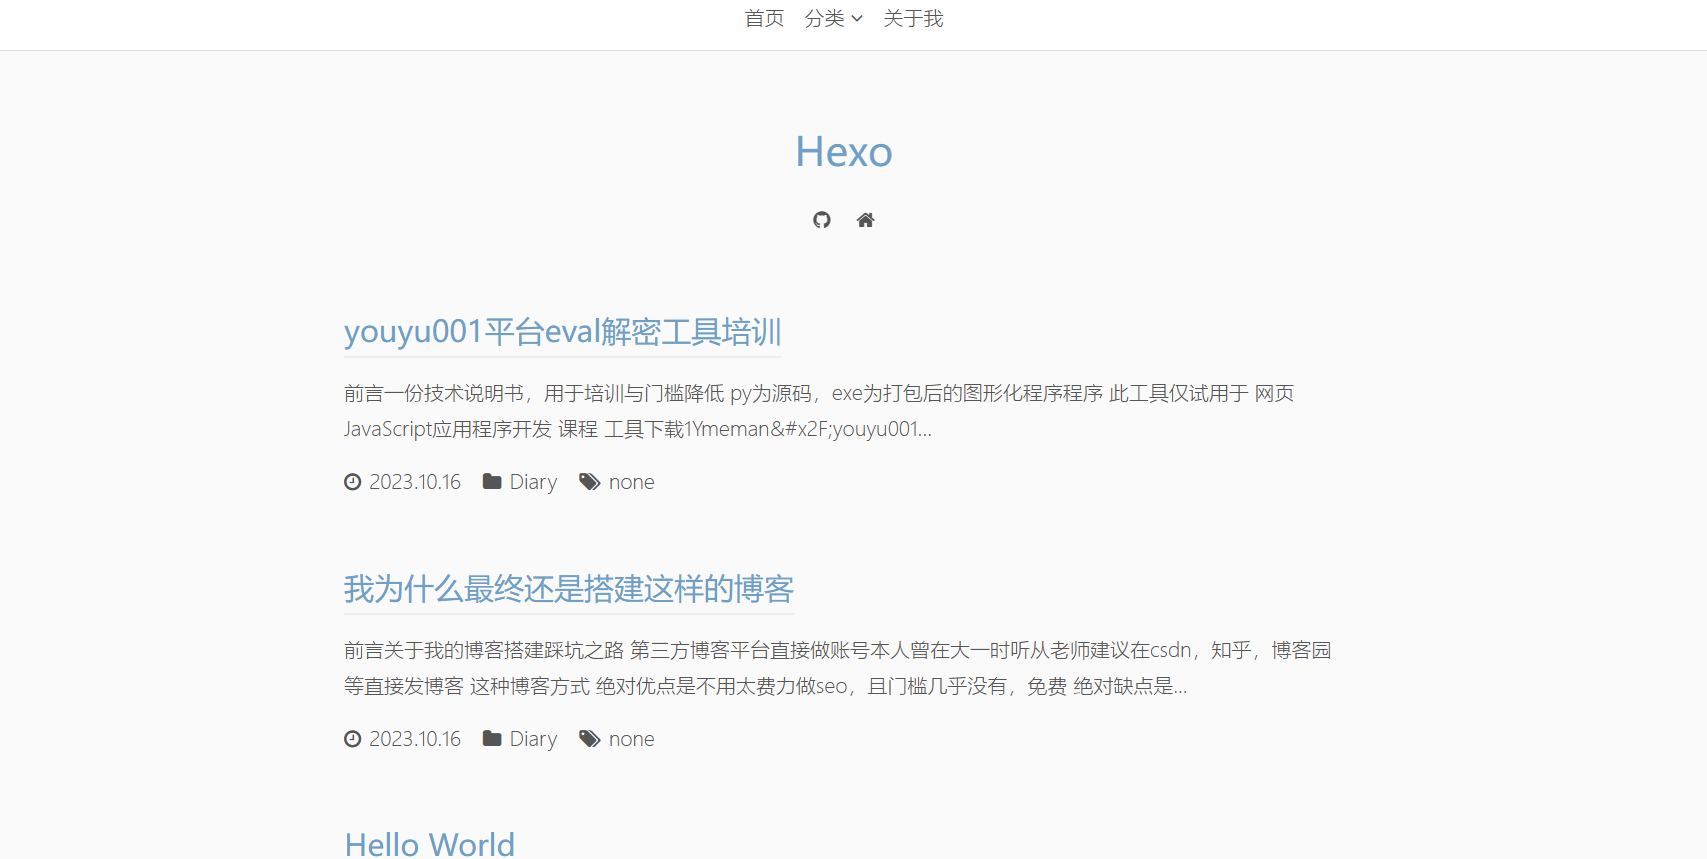 首页 分类 关于我
Hexo
youyu001平台eval解密工具培训
前言一份技术说明书，用于培训与门槛降低 py为源码，exe为打包后的图形化程序程序 此工具仅试用于 网页
JavaScript应用程序开发 课程 工具下载1Ymeman&#x2F;youyu001...
2023.10.16 Diary none
我为什么最终还是搭建这样的博客
前言关于我的博客搭建踩坑之路 第三方博客平台直接做账号本人曾在大一时听从老师建议在csdn，知乎，博客园
等直接发博客 这种博客方式 绝对优点是不用太费力做seo，且门槛几乎没有，免费 绝对缺点是...
2023.10.16 Diary none
Hello World